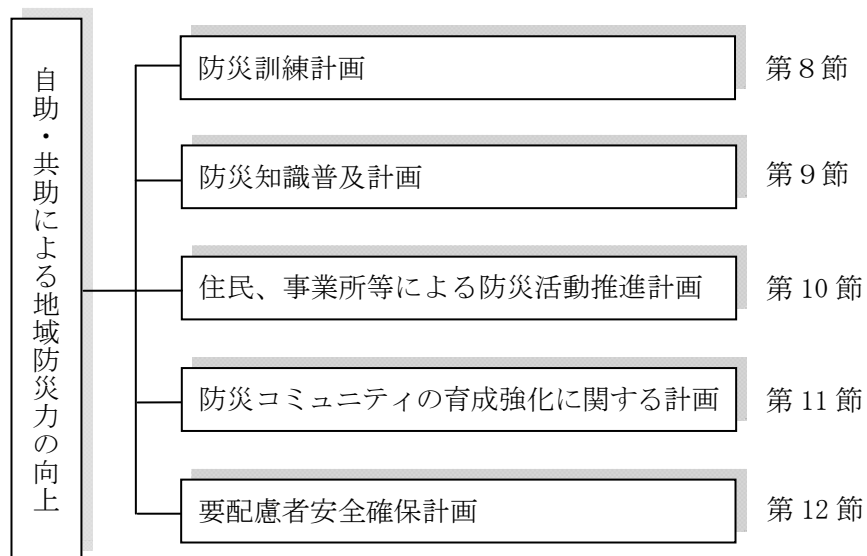 自助・共助による地域防災力の向上
防災訓練計画 第8節
防災知識普及計画 第9節
住民、事業所等による防災活動推進計画 第10節
防災コミュニティの育成強化に関する計画 第11節
要配慮者安全確保計画 第12節